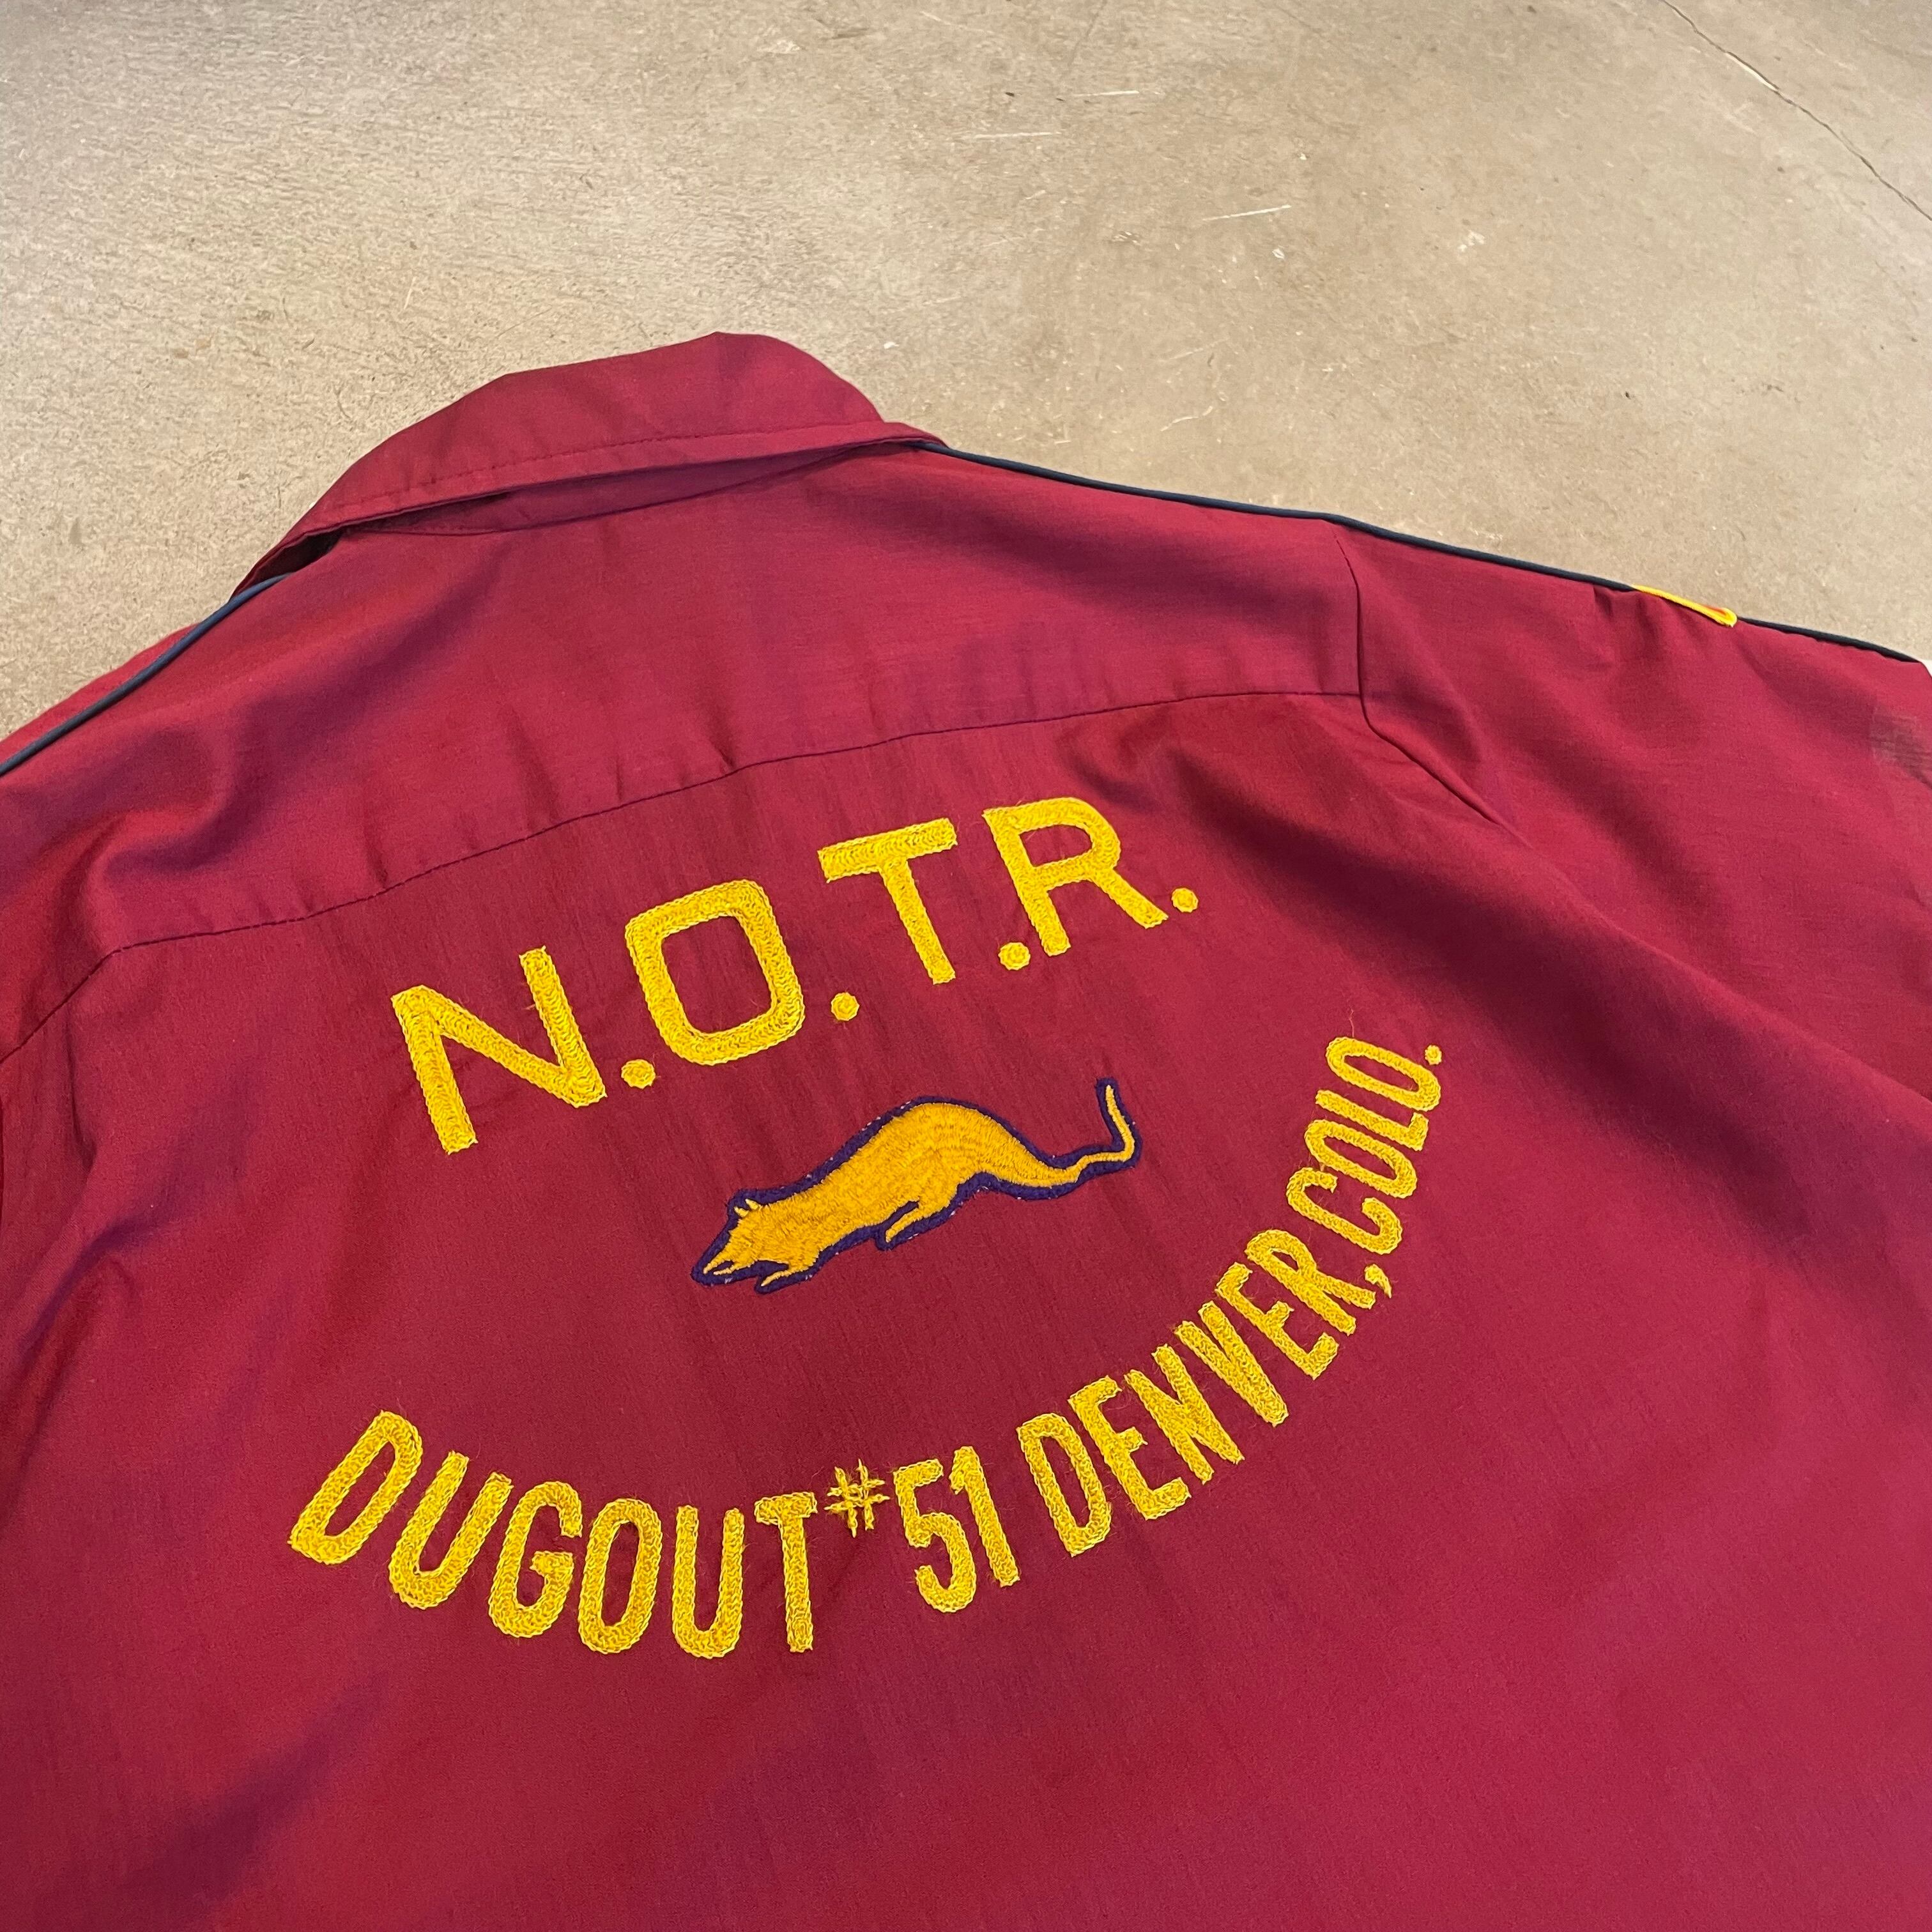 N.O.T.R.
DUGOUT #51 DENVER, COLO.